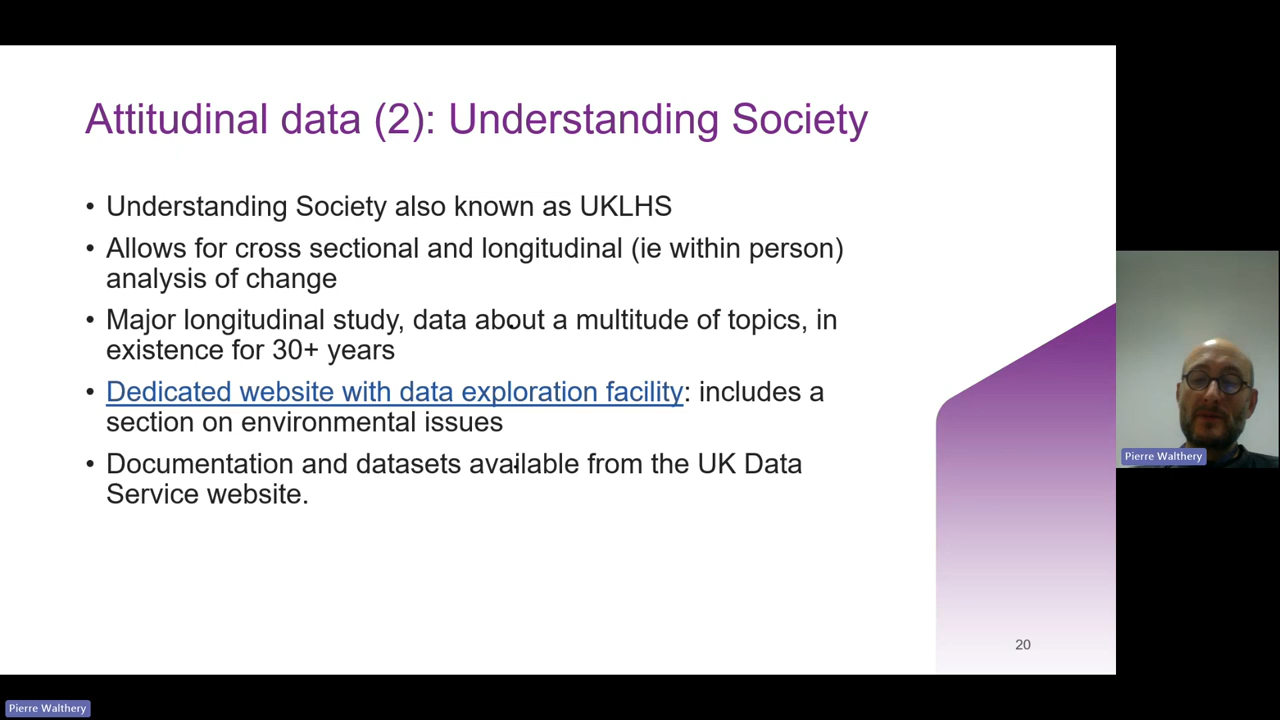 Attitudinal data (2): Understanding Society
• Understanding Society also known as UKLHS
• Allows for cross sectional and longitudinal (ie within person)
analysis of change
• Major longitudinal study, data about a multitude of topics, in
existence for 30+ years
• Dedicated website with data exploration facility: includes a
section on environmental issues
• Documentation and datasets available from the UK Data
Service website.
20
Pierre Walthery
Pierre Walthery